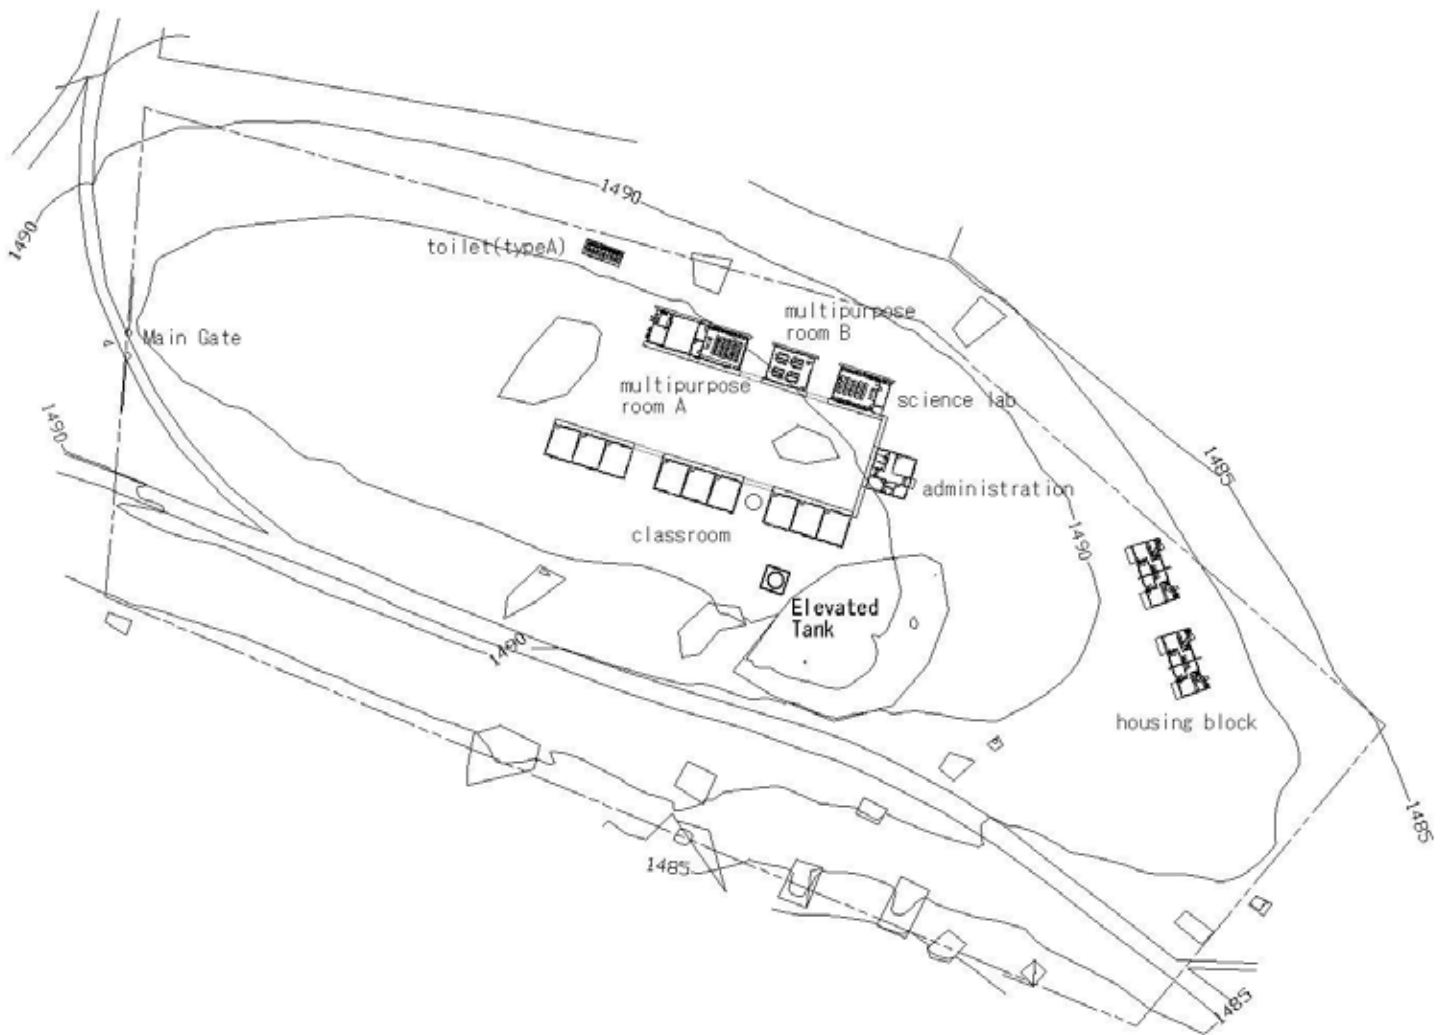 1490
1490
toilet(typeA)
multipurpose
room B
Main Gate
multipurpose
room A
science lab
1490
1485
administration
classroom
1490
Elevated
Tank
1490
housing block
1485
1485
1485